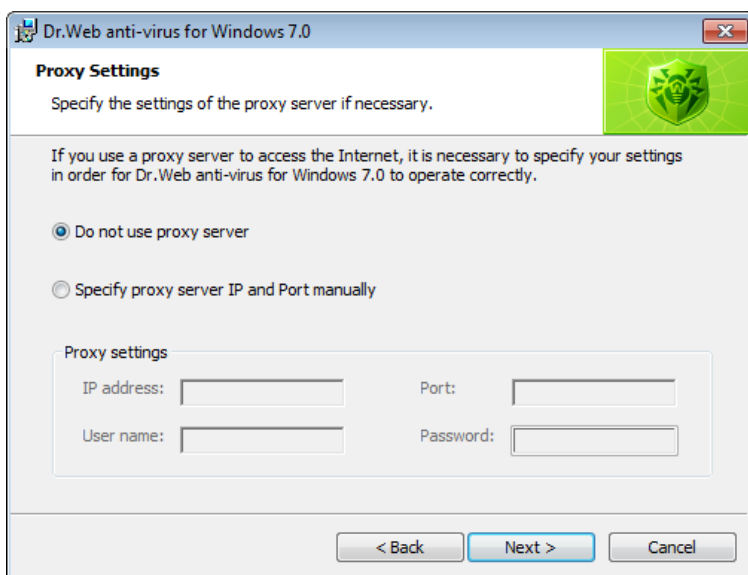 Dr.Web anti-virus for Windows 7.0
Proxy Settings
Specify the settings of the proxy server if necessary.
If you use a proxy server to access the Internet, it is necessary to specify your settings
in order for Dr.Web anti-virus for Windows 7.0 to operate correctly.
Do not use proxy server
Specify proxy server IP and Port manually
Proxy settings
IP address: Port:
User name: Password:
< Back Next > Cancel